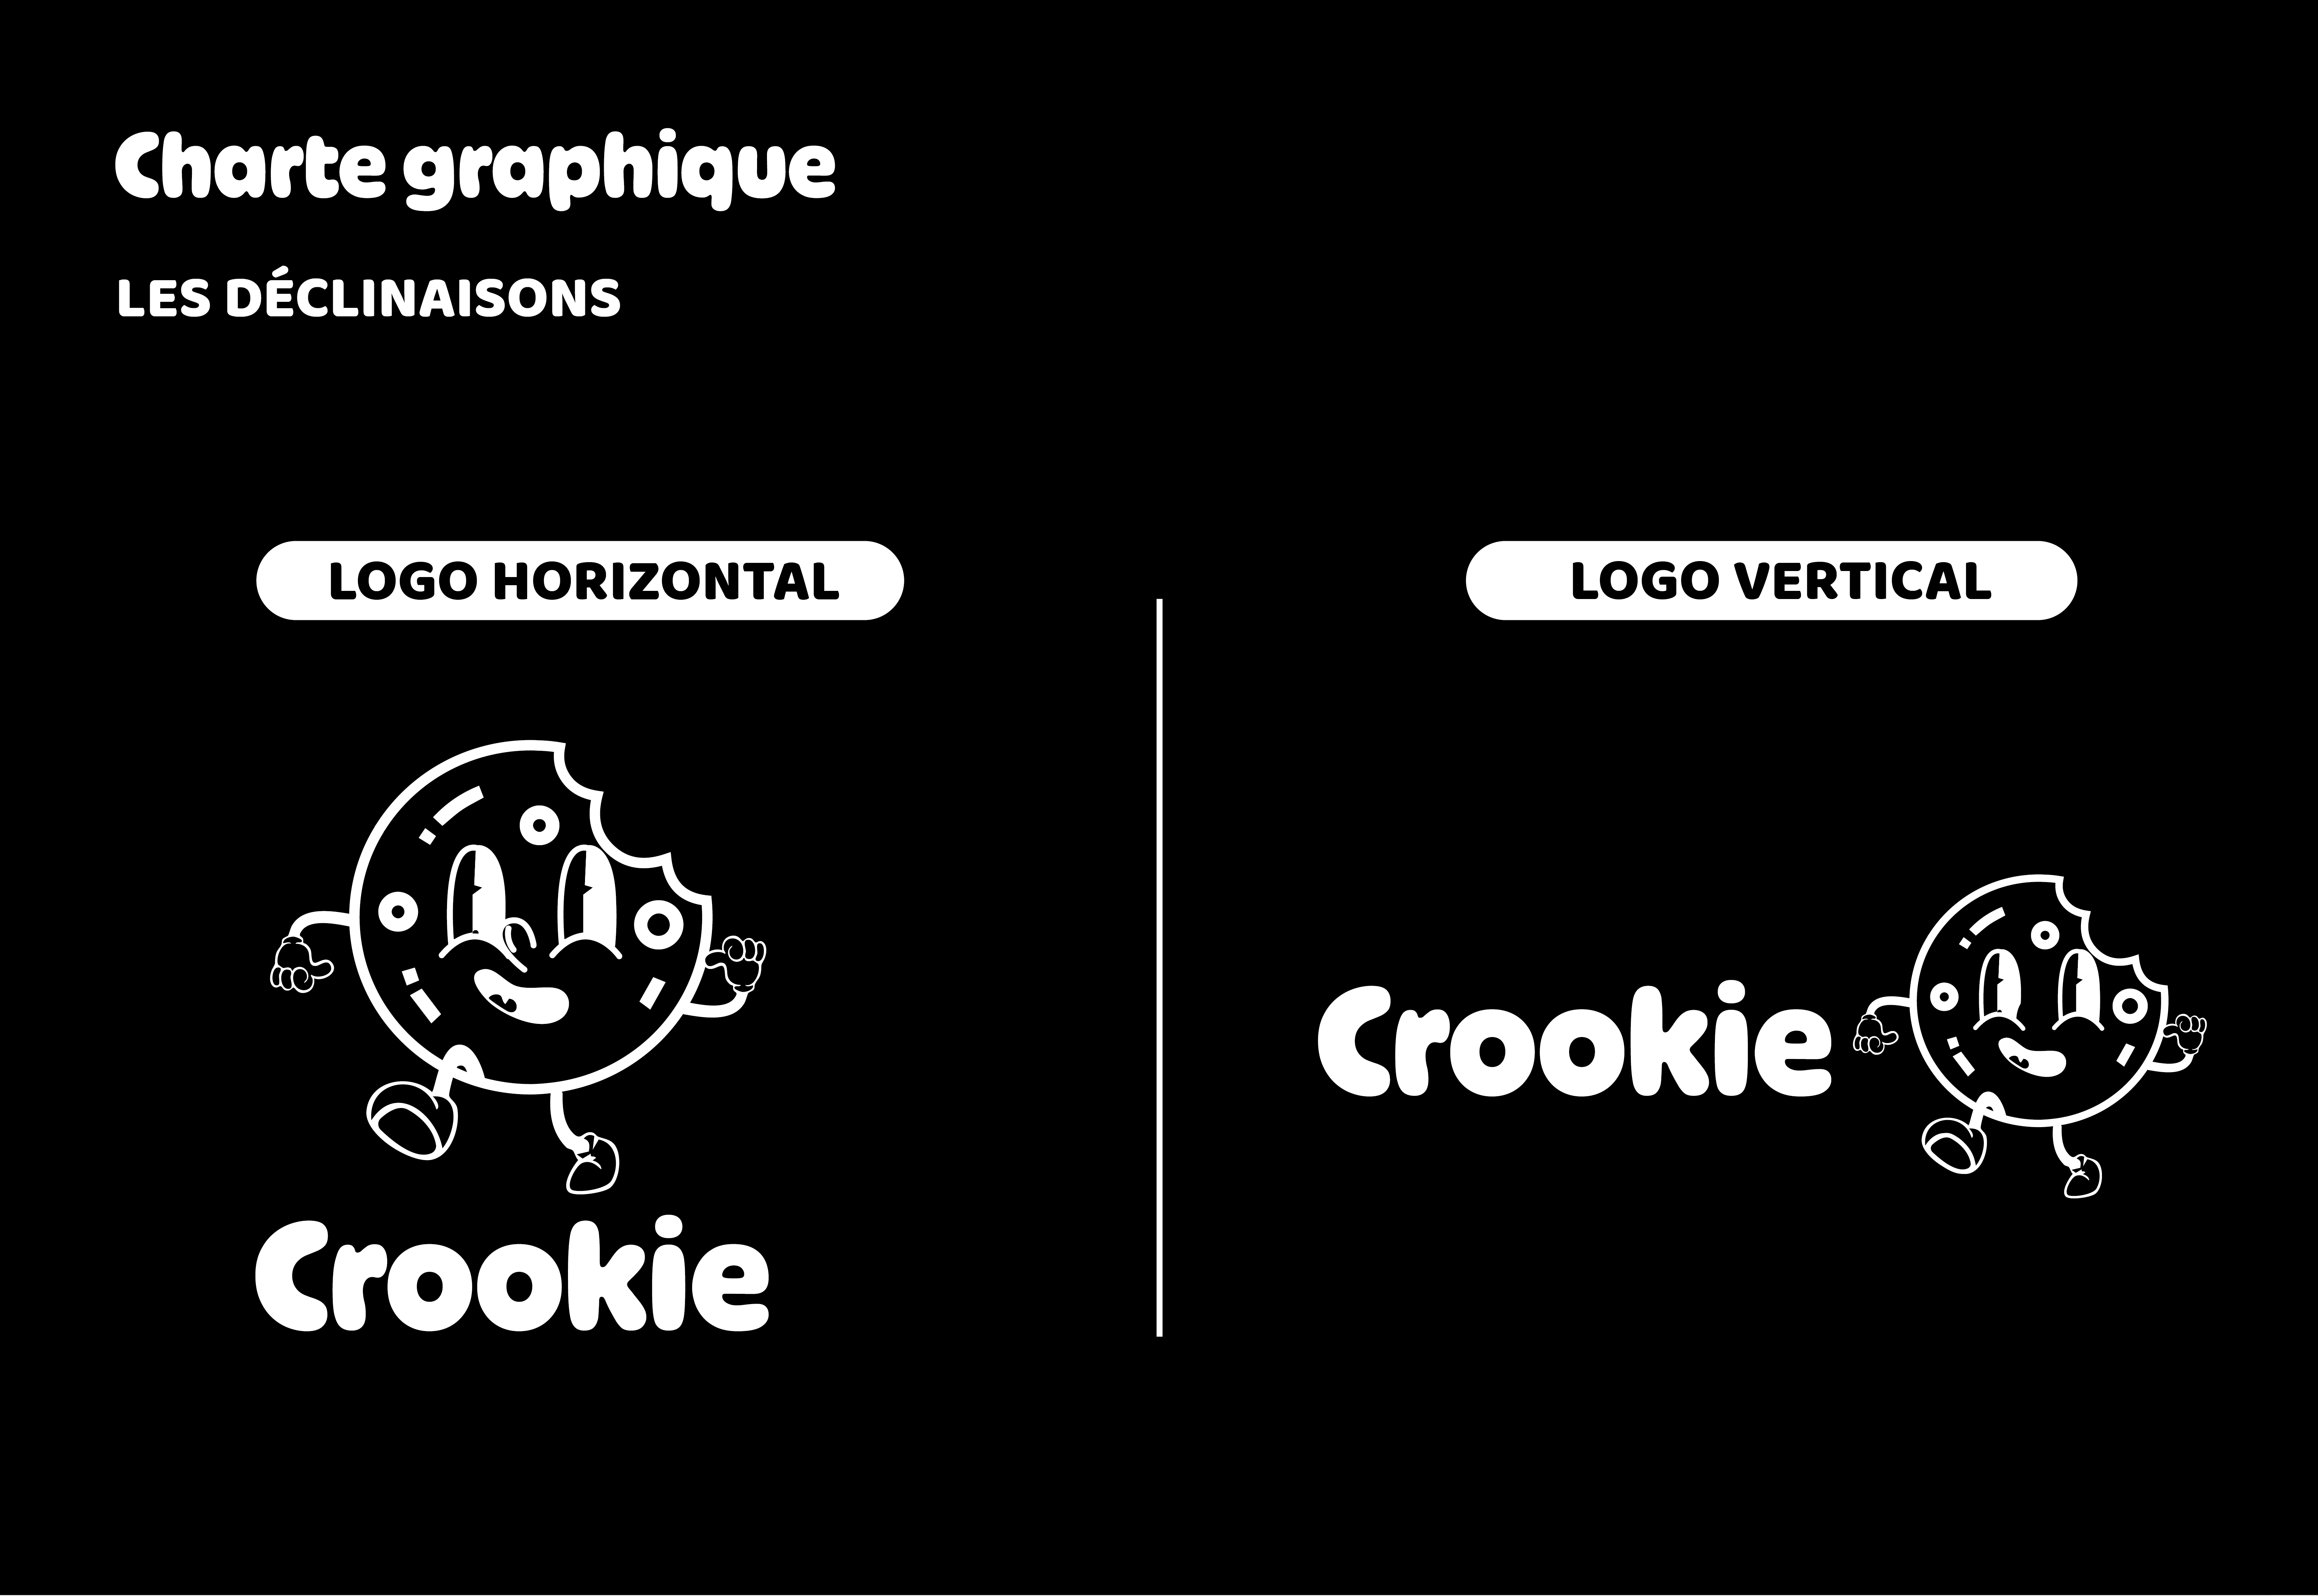 Charte graphique
LES DÉCLINAISONS
LOGO HORIZONTAL
Crookie
LOGO VERTICAL
Crookie